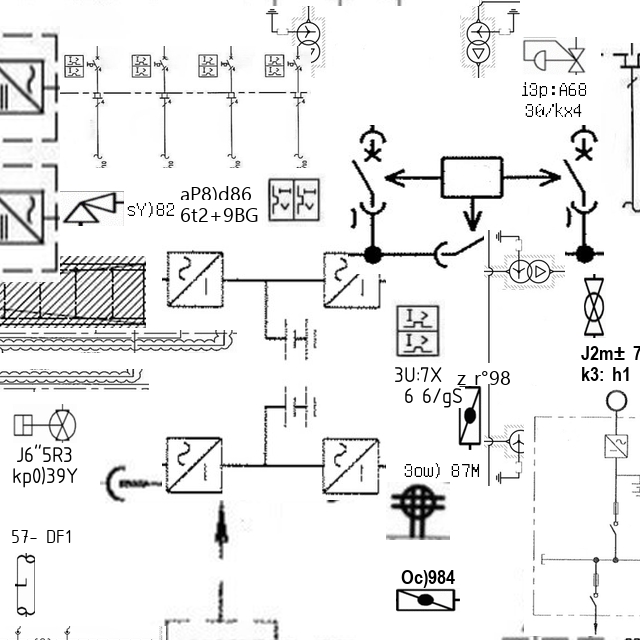 i3p:A68
30/kx4
aP8)d86
sY)82 6t2+9BG
J2m± 7
k3: h1
3U:7X
z_r°98
6 6/gS
J6"5R3
kp0)39Y
3ow) 87M
57- DF1
Oc)984